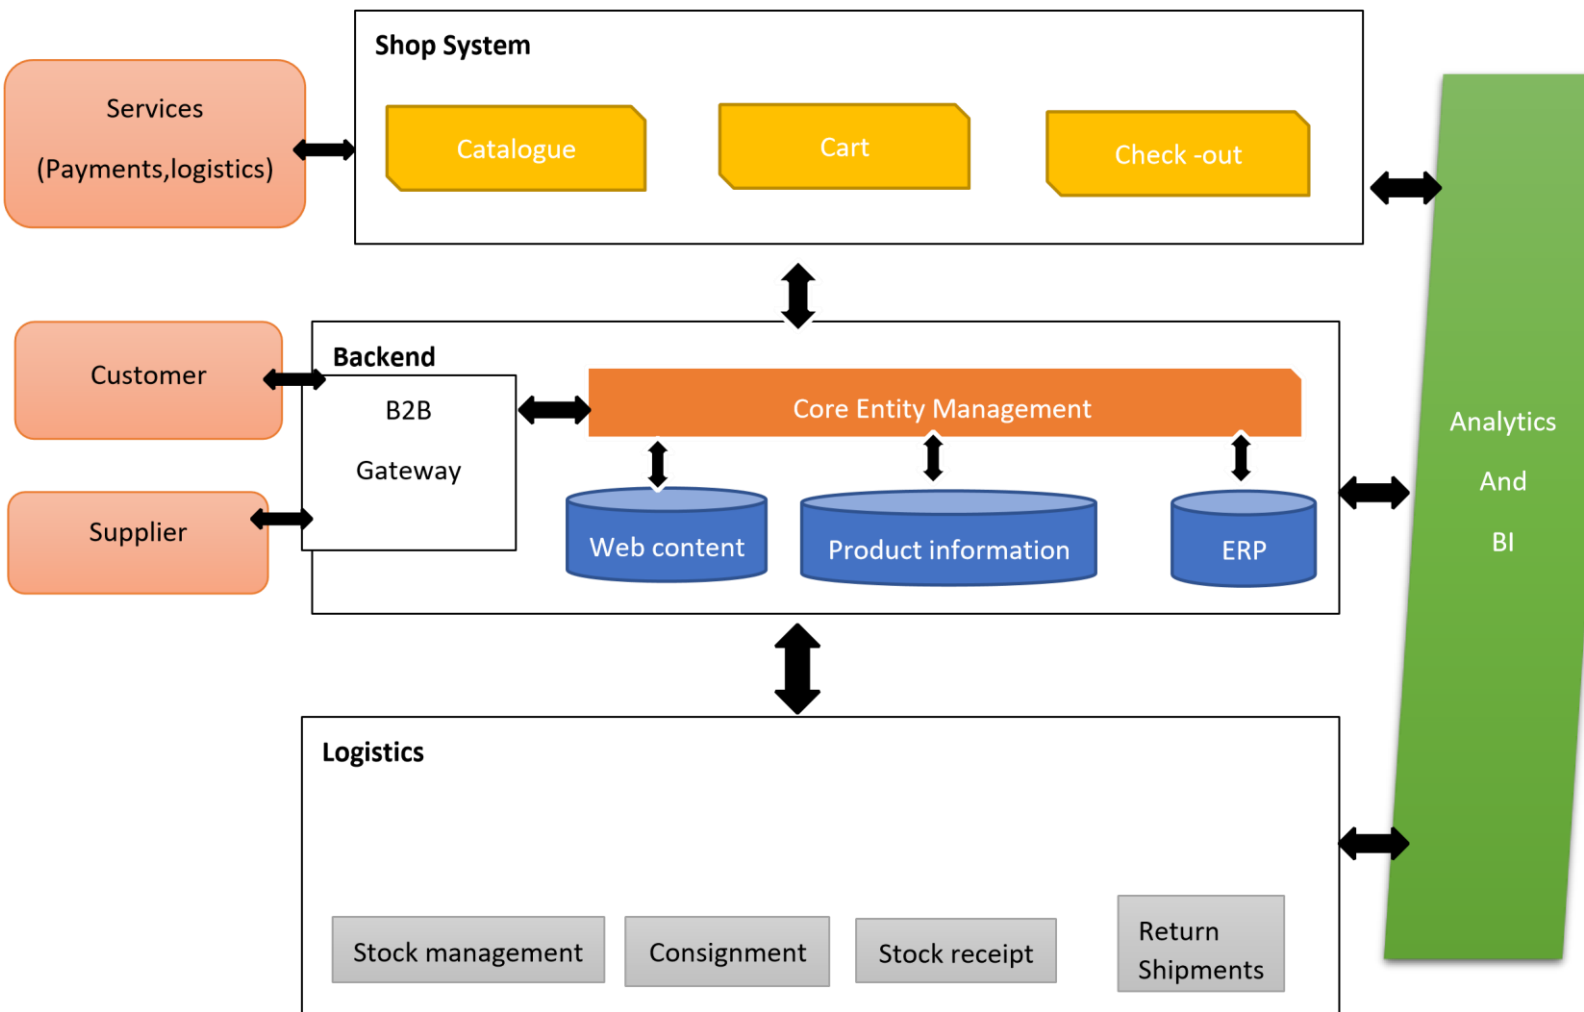 Shop System
Services
(Payments,logistics)
Catalogue
Cart
Check -out
Customer
Backend
B2B
Gateway
Core Entity Management
Supplier
Web content
Product information
ERP
Analytics
And
BI
Logistics
Stock management
Consignment
Stock receipt
Return
Shipments